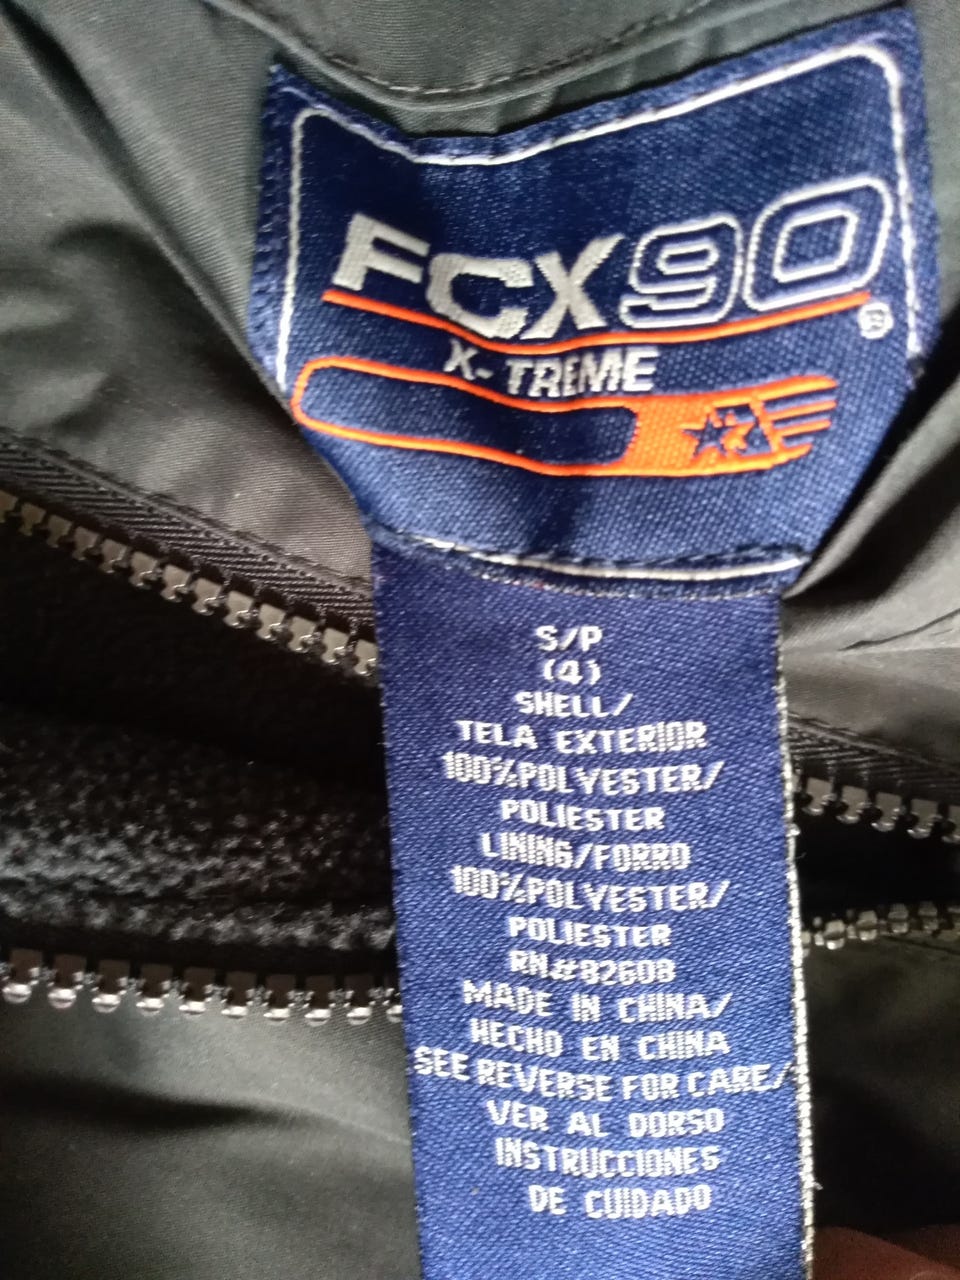 FCX90®
X-TREME
S/P
(4)
SHELL/
TELA EXTERIOR
100%POLYESTER/
POLIESTER
LINING/FORRO
100%POLYESTER/
POLIESTER
RN#82608
MADE IN CHINA/
HECHO EN CHINA
SEE REVERSE FOR CARE/
VER AL DORSO
INSTRUCCIONES
DE CUIDADO